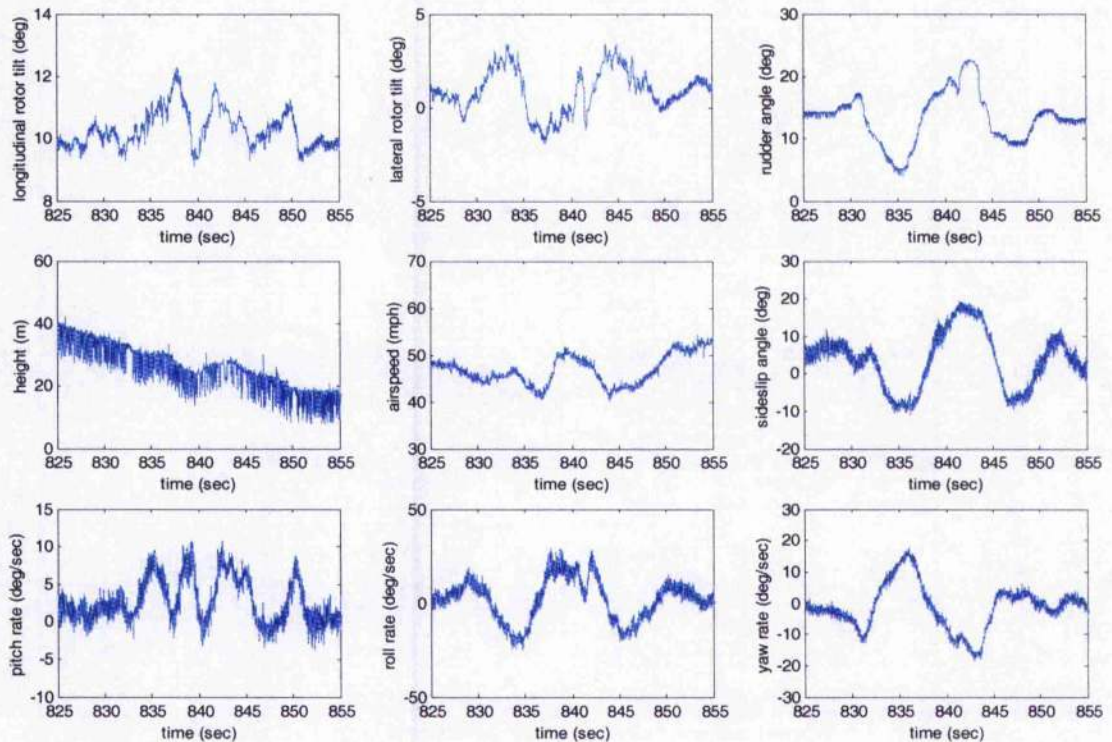 longitudinal rotor tilt (deg)
14
12
10
8
825 830 835 840 845 850 855
time (sec)
lateral rotor tilt (deg)
5
0
-5
825 830 835 840 845 850 855
time (sec)
rudder angle (deg)
30
20
10
0
825 830 835 840 845 850 855
time (sec)
height (m)
60
40
20
0
825 830 835 840 845 850 855
time (sec)
airspeed (mph)
70
60
50
40
30
825 830 835 840 845 850 855
time (sec)
sideslip angle (deg)
30
20
10
0
-10
-20
825 830 835 840 845 850 855
time (sec)
pitch rate (deg/sec)
15
10
5
0
-5
-10
825 830 835 840 845 850 855
time (sec)
roll rate (deg/sec)
50
0
-50
825 830 835 840 845 850 855
time (sec)
yaw rate (deg/sec)
30
20
10
0
-10
-20
-30
825 830 835 840 845 850 855
time (sec)